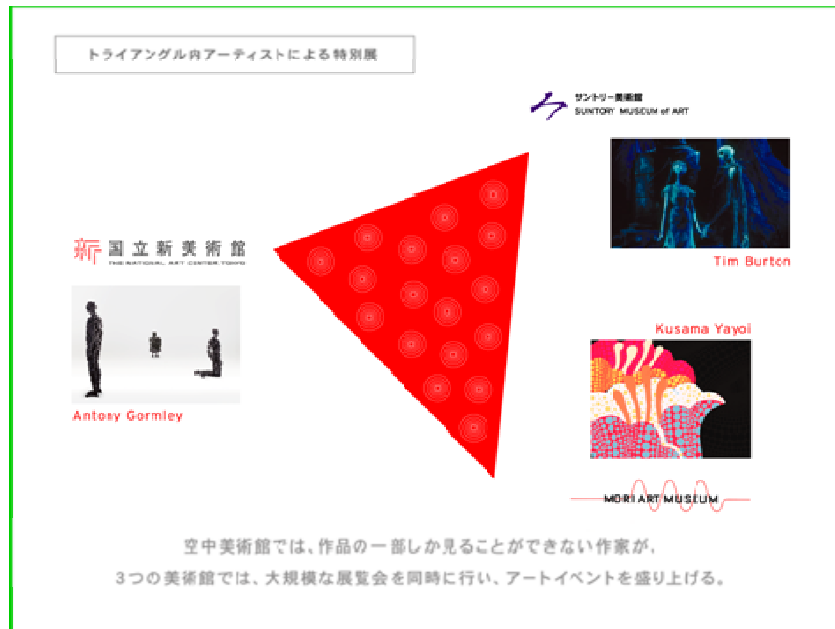 トライアングル内アーティストによる特別展
サントリー美術館
SUNTORY MUSEUM of ART
Tim Burton
新 国立新美術館
THE NATIONAL ART CENTER, TOKYO
Antony Gormley
Kusama Yayoi
MORI ART MUSEUM
空中美術館では、作品の一部しか見ることができない作家が、
3つの美術館では、大規模な展覧会を同時に行い、アートイベントを盛り上げる。